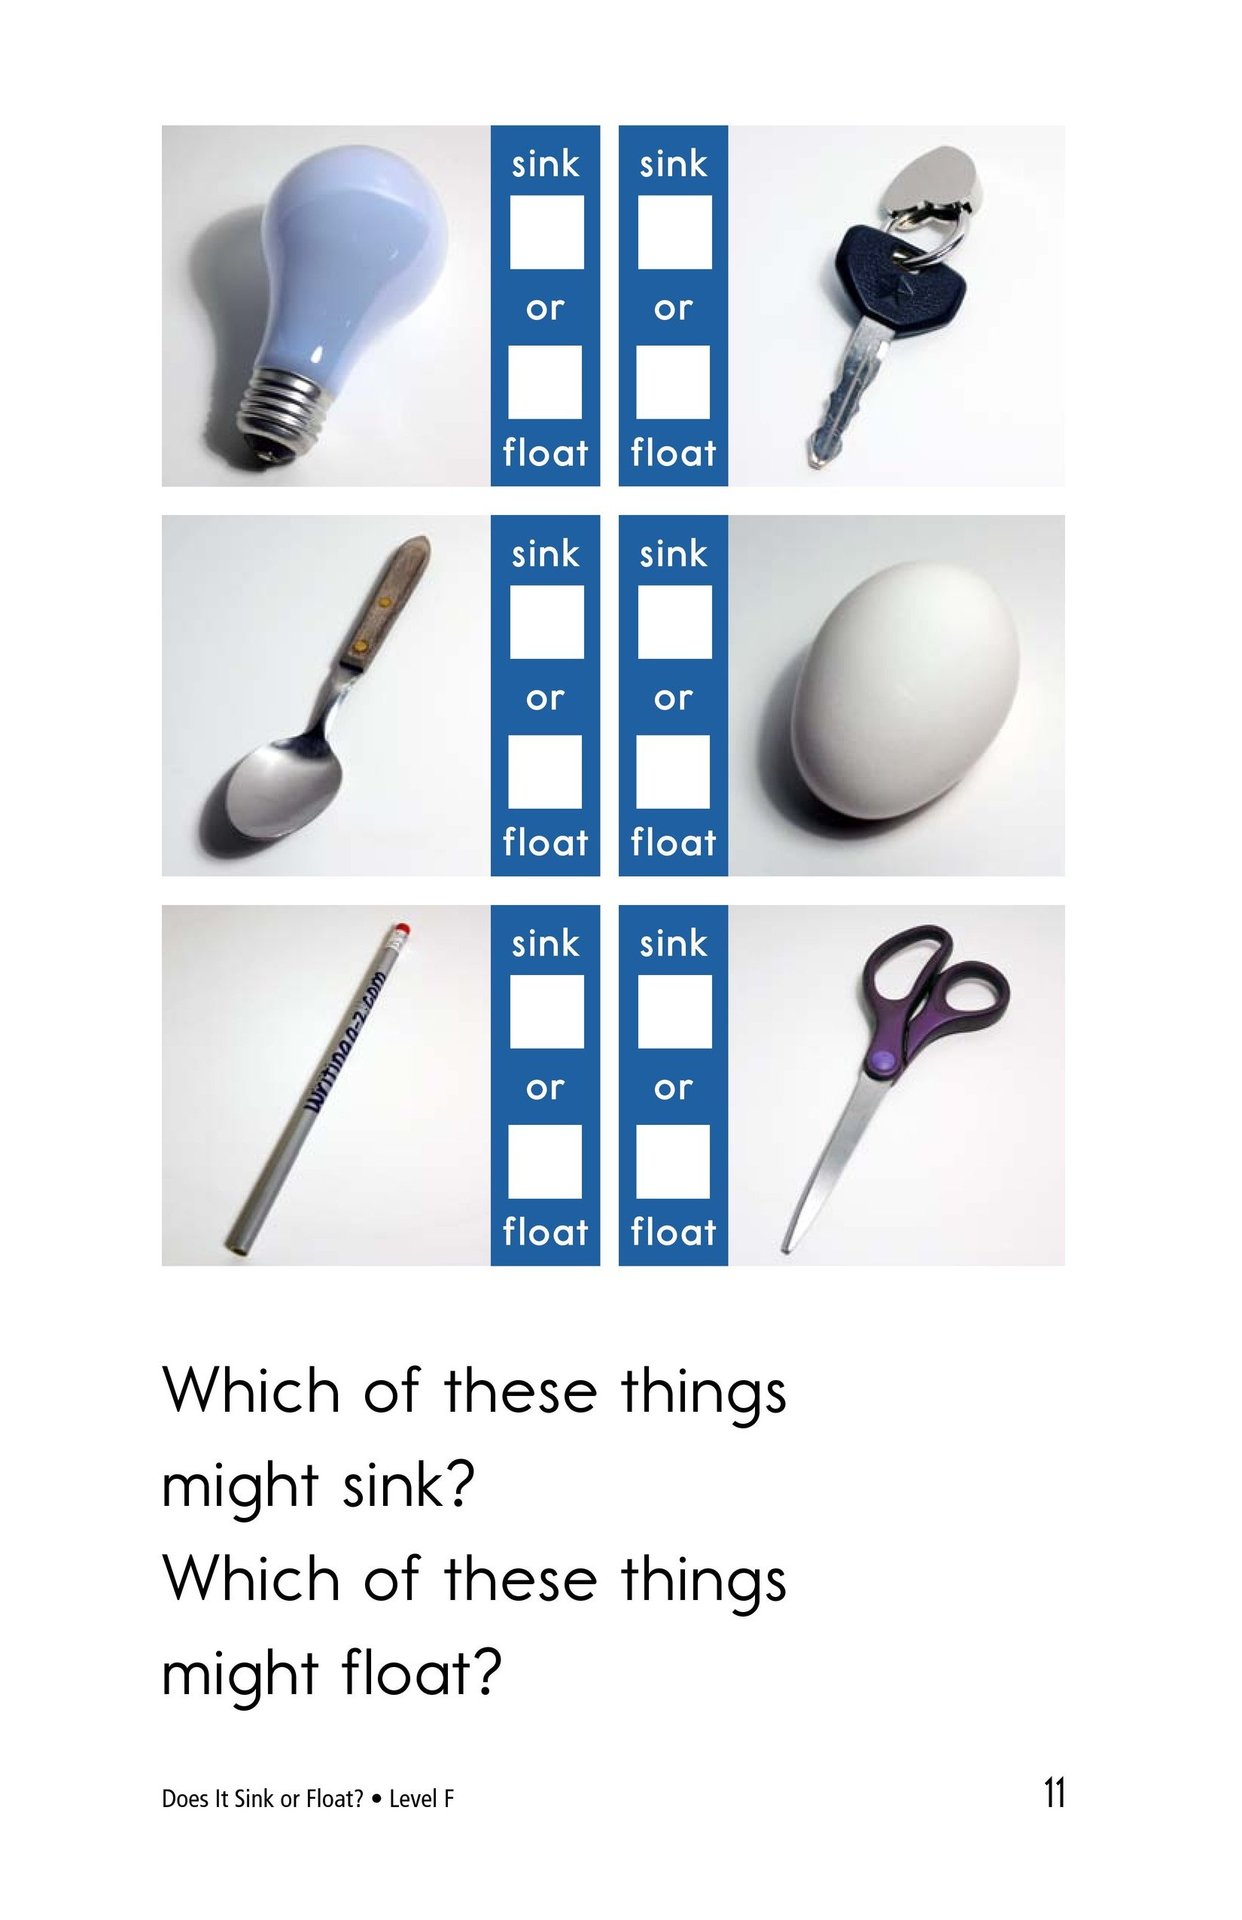 sink
or
float
sink
or
float
sink
or
float
sink
or
float
writinga-z.com
sink
or
float
sink
or
float
Which of these things
might sink?
Which of these things
might float?
Does It Sink or Float? • Level F
11